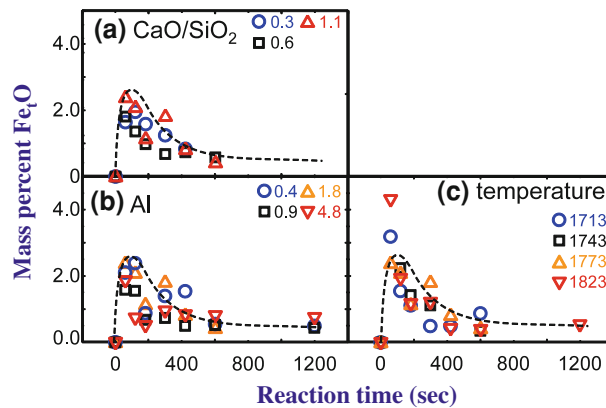 (a) CaO/SiO₂ 0.3 1.1
0.6
4.0
2.0
0.0
Mass percent FeₜO
(b) Al 0.4 1.8
0.9 4.8
4.0
2.0
0.0
(c) temperature
1713
1743
1773
1823
0 400 800 1200
0 400 800 1200
Reaction time (sec)